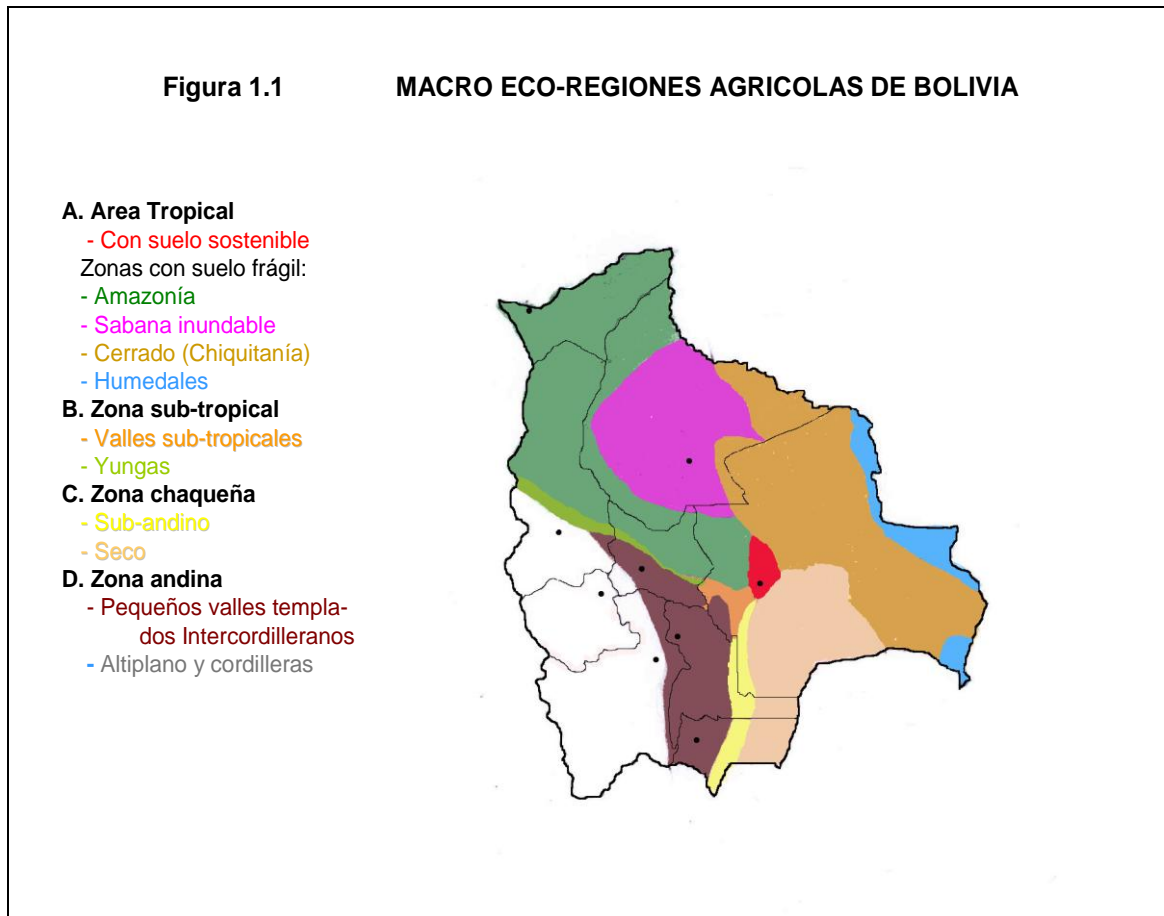 Figura 1.1 MACRO ECO-REGIONES AGRICOLAS DE BOLIVIA
A. Area Tropical
- Con suelo sostenible
Zonas con suelo frágil:
- Amazonía
- Sabana inundable
- Cerrado (Chiquitanía)
- Humedales
B. Zona sub-tropical
- Valles sub-tropicales
- Yungas
C. Zona chaqueña
- Sub-andino
- Seco
D. Zona andina
- Pequeños valles templa-
dos Intercordilleranos
- Altiplano y cordilleras